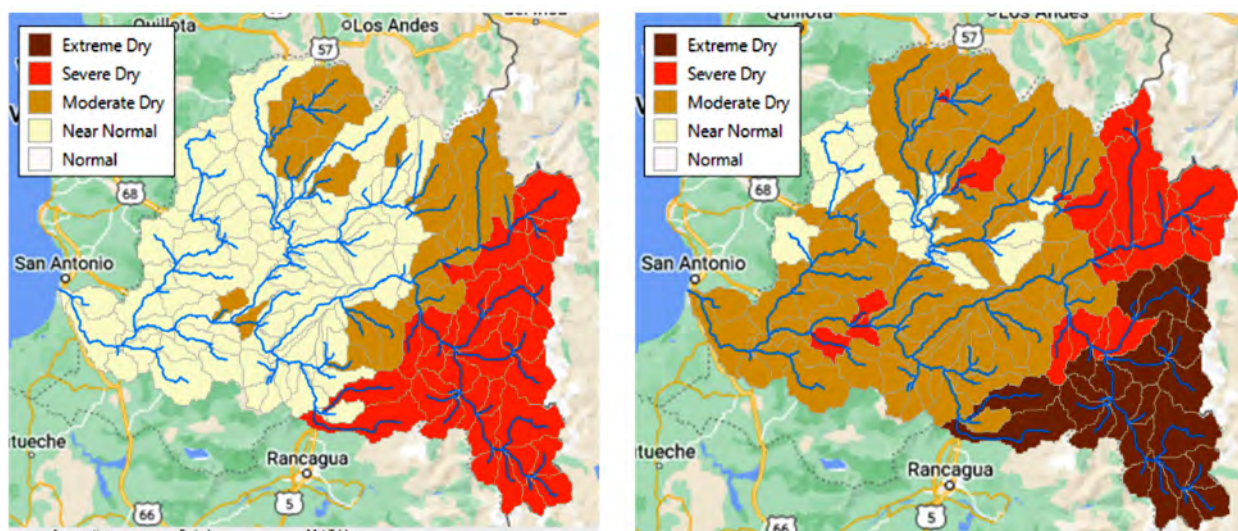 Quillota
Los Andes
57
Extreme Dry
Severe Dry
Moderate Dry
Near Normal
Normal
68
San Antonio
Rancagua
5
66
Los Andes
57
Extreme Dry
Severe Dry
Moderate Dry
Near Normal
Normal
68
San Antonio
Rancagua
5
66